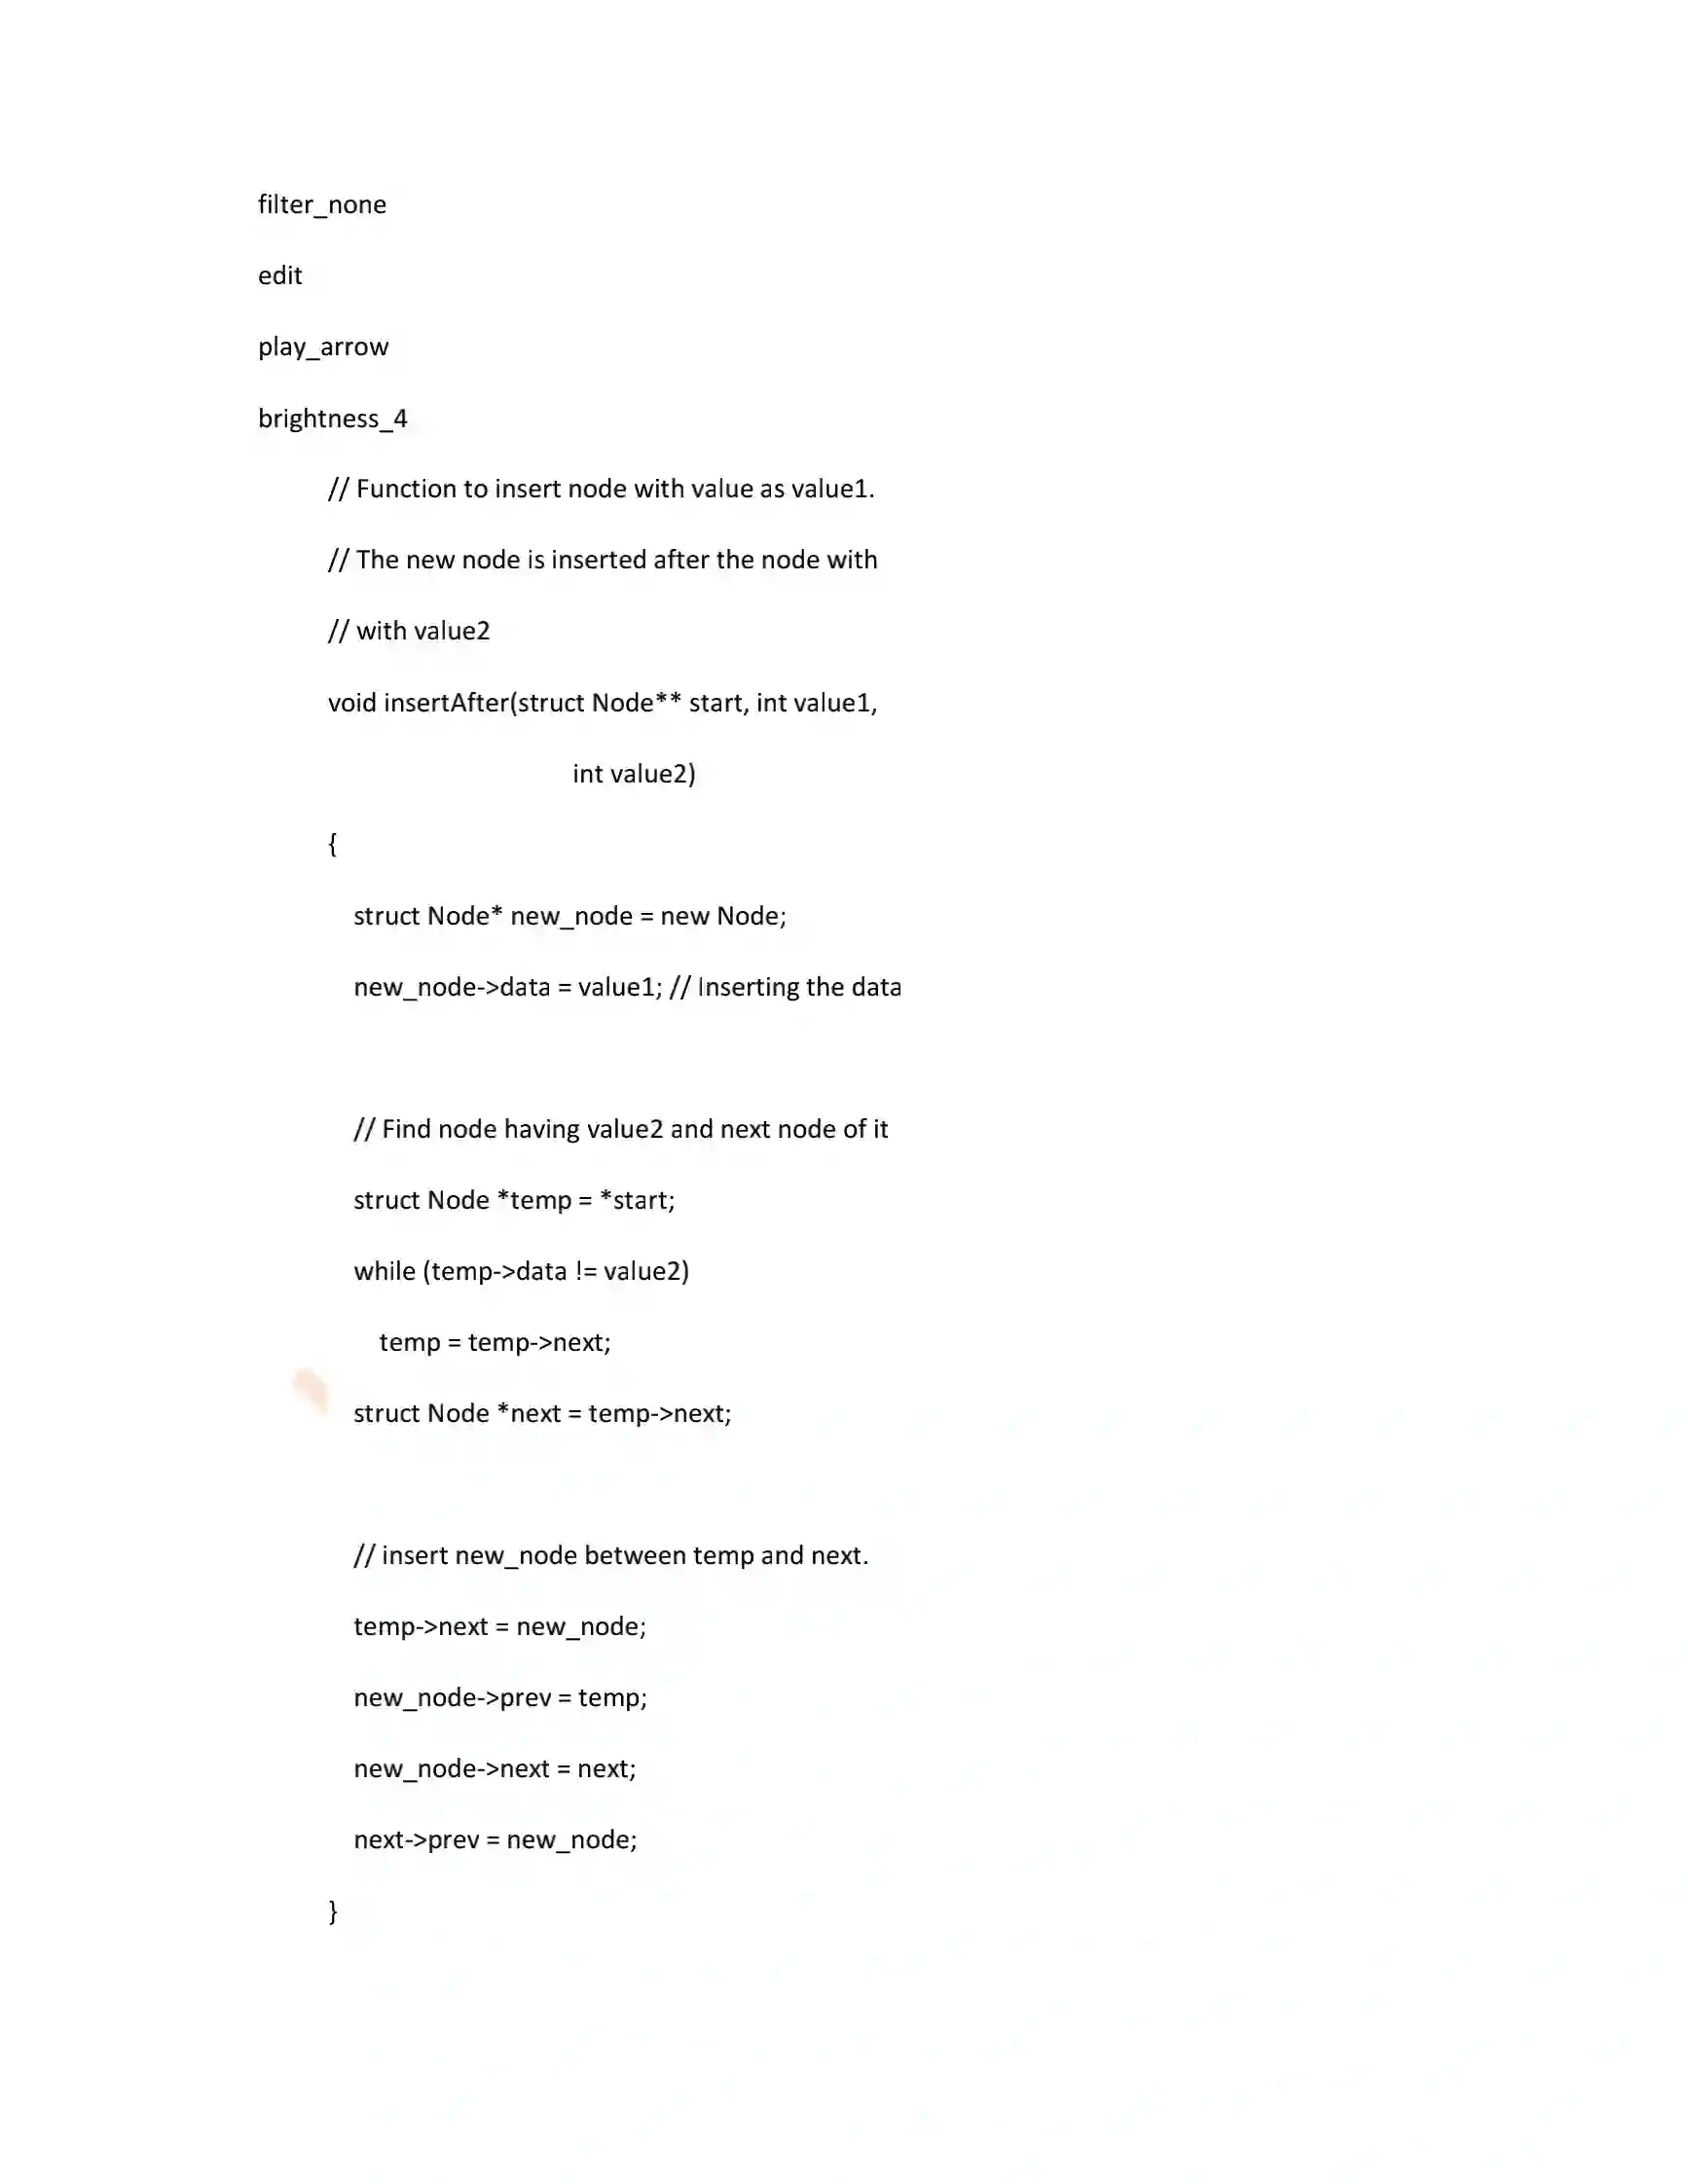 filter_none
edit
play_arrow
brightness_4
// Function to insert node with value as value1.
// The new node is inserted after the node with
// with value2
void insertAfter(struct Node** start, int value1,
int value2)
{
struct Node* new_node = new Node;
new_node->data = value1; // Inserting the data
// Find node having value2 and next node of it
struct Node *temp = *start;
while (temp->data != value2)
temp = temp->next;
struct Node *next = temp->next;
// insert new_node between temp and next.
temp->next = new_node;
new_node->prev = temp;
new_node->next = next;
next->prev = new_node;
}